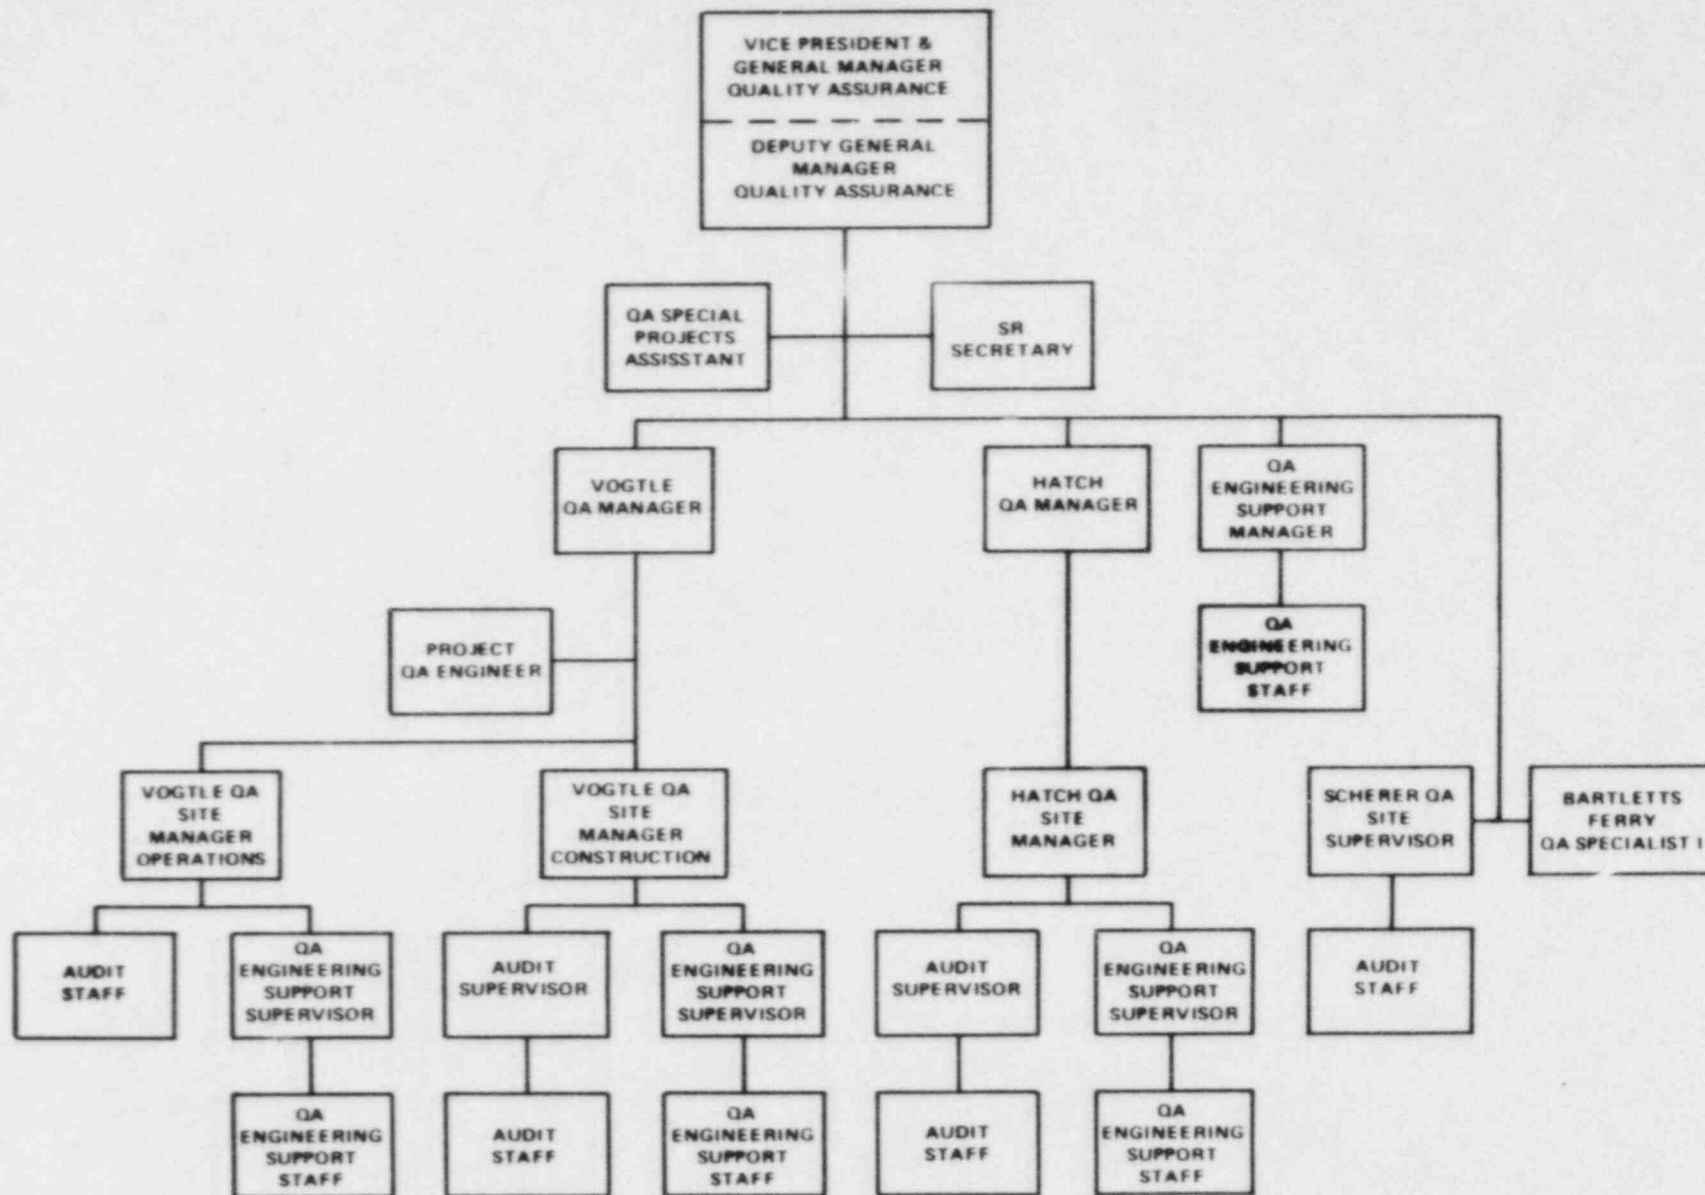 VICE PRESIDENT &
GENERAL MANAGER
QUALITY ASSURANCE
DEPUTY GENERAL
MANAGER
QUALITY ASSURANCE
QA SPECIAL
PROJECTS
ASSISSTANT
SR
SECRETARY
VOGTLE
QA MANAGER
HATCH
QA MANAGER
QA
ENGINEERING
SUPPORT
MANAGER
PROJECT
QA ENGINEER
QA
ENGINEERING
SUPPORT
STAFF
VOGTLE QA
SITE
MANAGER
OPERATIONS
VOGTLE QA
SITE
MANAGER
CONSTRUCTION
HATCH QA
SITE
MANAGER
SCHERER QA
SITE
SUPERVISOR
BARTLETTS
FERRY
QA SPECIALIST I
AUDIT
STAFF
QA
ENGINEERING
SUPPORT
SUPERVISOR
AUDIT
SUPERVISOR
QA
ENGINEERING
SUPPORT
SUPERVISOR
AUDIT
SUPERVISOR
QA
ENGINEERING
SUPPORT
SUPERVISOR
AUDIT
STAFF
QA
ENGINEERING
SUPPORT
STAFF
AUDIT
STAFF
QA
ENGINEERING
SUPPORT
STAFF
AUDIT
STAFF
QA
ENGINEERING
SUPPORT
STAFF